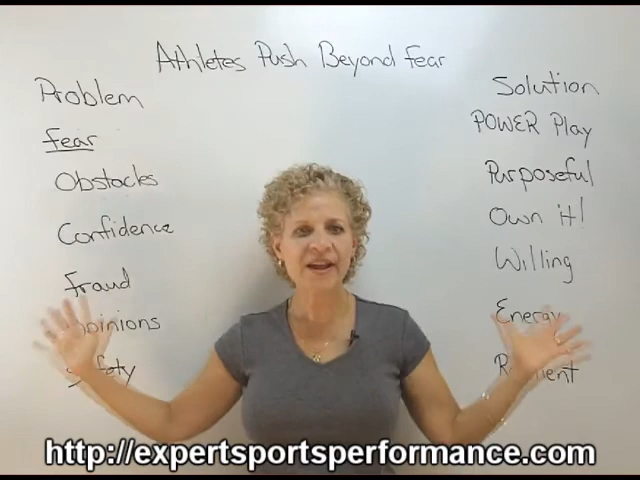 Athletes Push Beyond Fear
Problem
Fear
Obstacles
Confidence
Fraud
Opinions
Solution
POWER Play
Purposeful
Own it!
Willing
Energy
http://expertsportsperformance.com